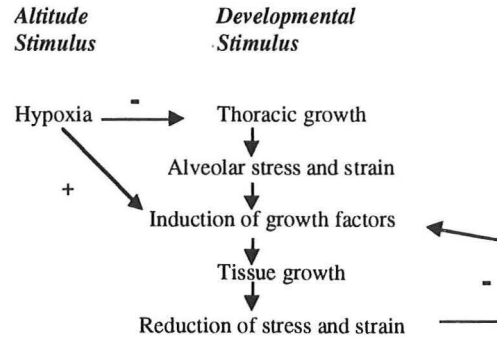 Altitude Stimulus
Developmental Stimulus
Hypoxia
-
Thoracic growth
Alveolar stress and strain
+
Induction of growth factors
Tissue growth
-
Reduction of stress and strain